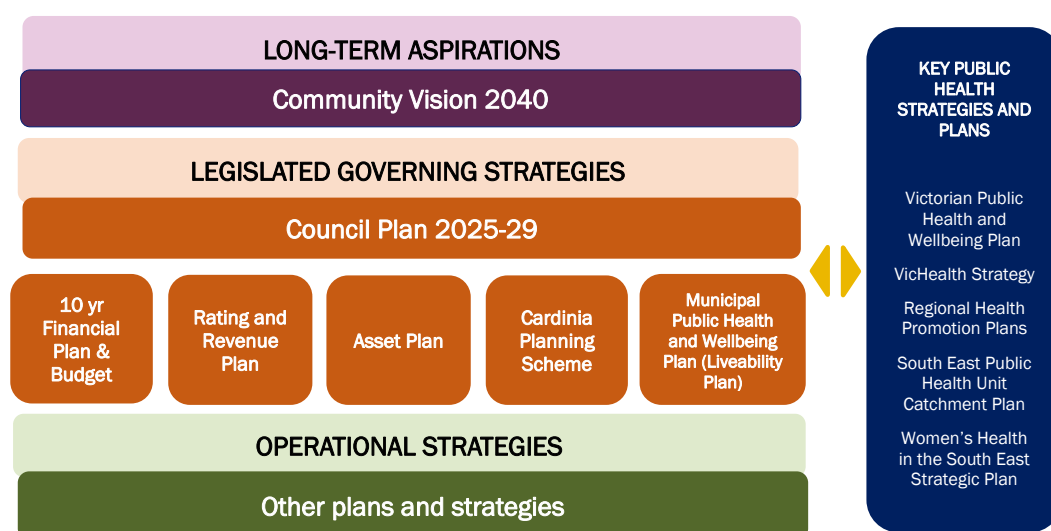 LONG-TERM ASPIRATIONS
Community Vision 2040
LEGISLATED GOVERNING STRATEGIES
Council Plan 2025-29
10 yr
Financial
Plan &
Budget
Rating and
Revenue
Plan
Asset Plan
Cardinia
Planning
Scheme
Municipal
Public Health
and Wellbeing
Plan (Liveability
Plan)
OPERATIONAL STRATEGIES
Other plans and strategies
KEY PUBLIC
HEALTH
STRATEGIES AND
PLANS
Victorian Public
Health and
Wellbeing Plan
VicHealth Strategy
Regional Health
Promotion Plans
South East Public
Health Unit
Catchment Plan
Women’s Health
in the South East
Strategic Plan